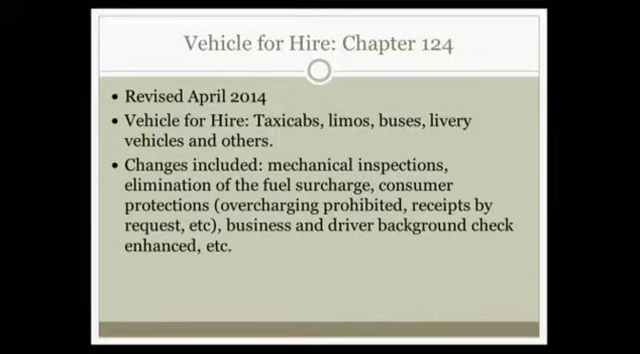 Vehicle for Hire: Chapter 124
• Revised April 2014
• Vehicle for Hire: Taxicabs, limos, buses, livery
vehicles and others.
• Changes included: mechanical inspections,
elimination of the fuel surcharge, consumer
protections (overcharging prohibited, receipts by
request, etc), business and driver background check
enhanced, etc.